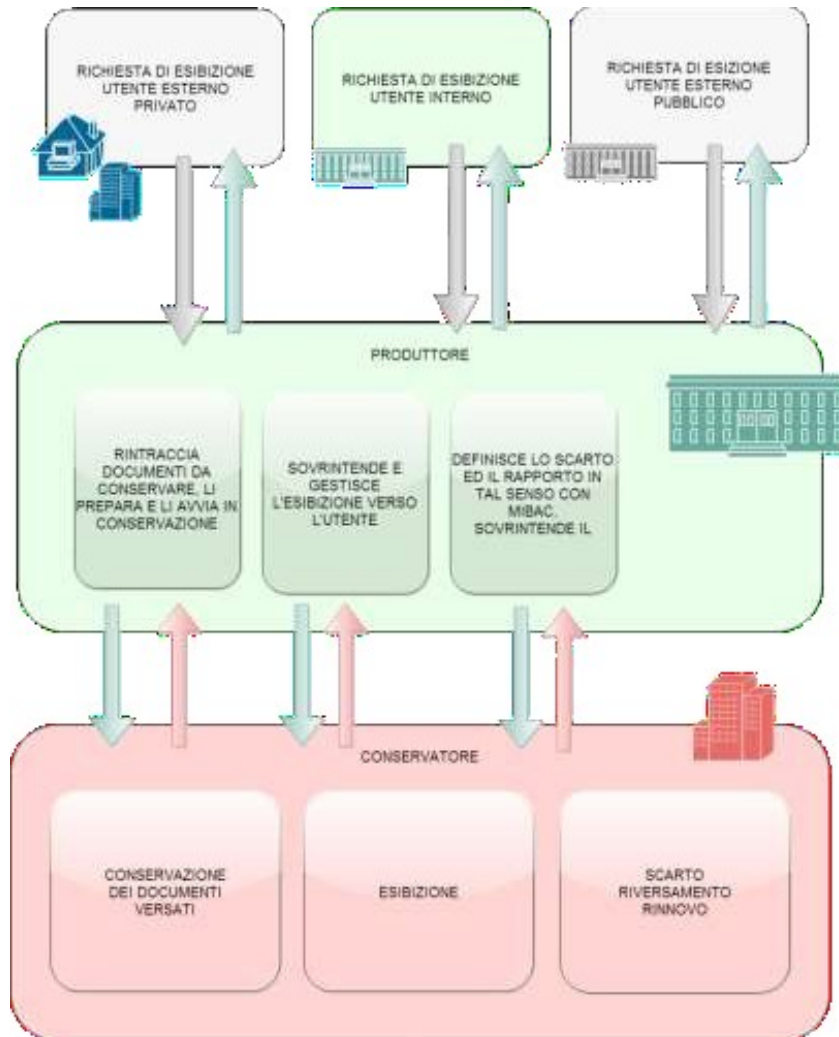 RICHIESTA DI ESIBIZIONE
UTENTE ESTERNO
PRIVATO
RICHIESTA DI ESIBIZIONE
UTENTE INTERNO
RICHIESTA DI ESIZIONE
UTENTE ESTERNO
PUBBLICO
PRODUTTORE
RINTRACCIA
DOCUMENTI DA
CONSERVARE, LI
PREPARA E LI AVVIA IN
CONSERVAZIONE
SOVRINTENDE E
GESTISCE
L'ESIBIZIONE VERSO
L'UTENTE
DEFINISCE LO SCARTO
ED IL RAPPORTO IN
TAL SENSO CON
MIBAC.
SOVRINTENDE IL
CONSERVATORE
CONSERVAZIONE
DEI DOCUMENTI
VERSATI
ESIBIZIONE
SCARTO
RIVERSAMENTO
RINNOVO